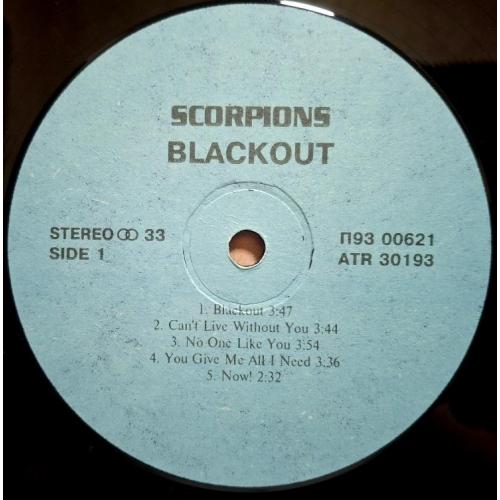 SCORPIONS
BLACKOUT
STEREO 33
SIDE 1
П93 00621
ATR 30193
1. Blackout 3:47
2. Can't Live Without You 3:44
3. No One Like You 3:54
4. You Give Me All I Need 3:36
5. Now! 2:32